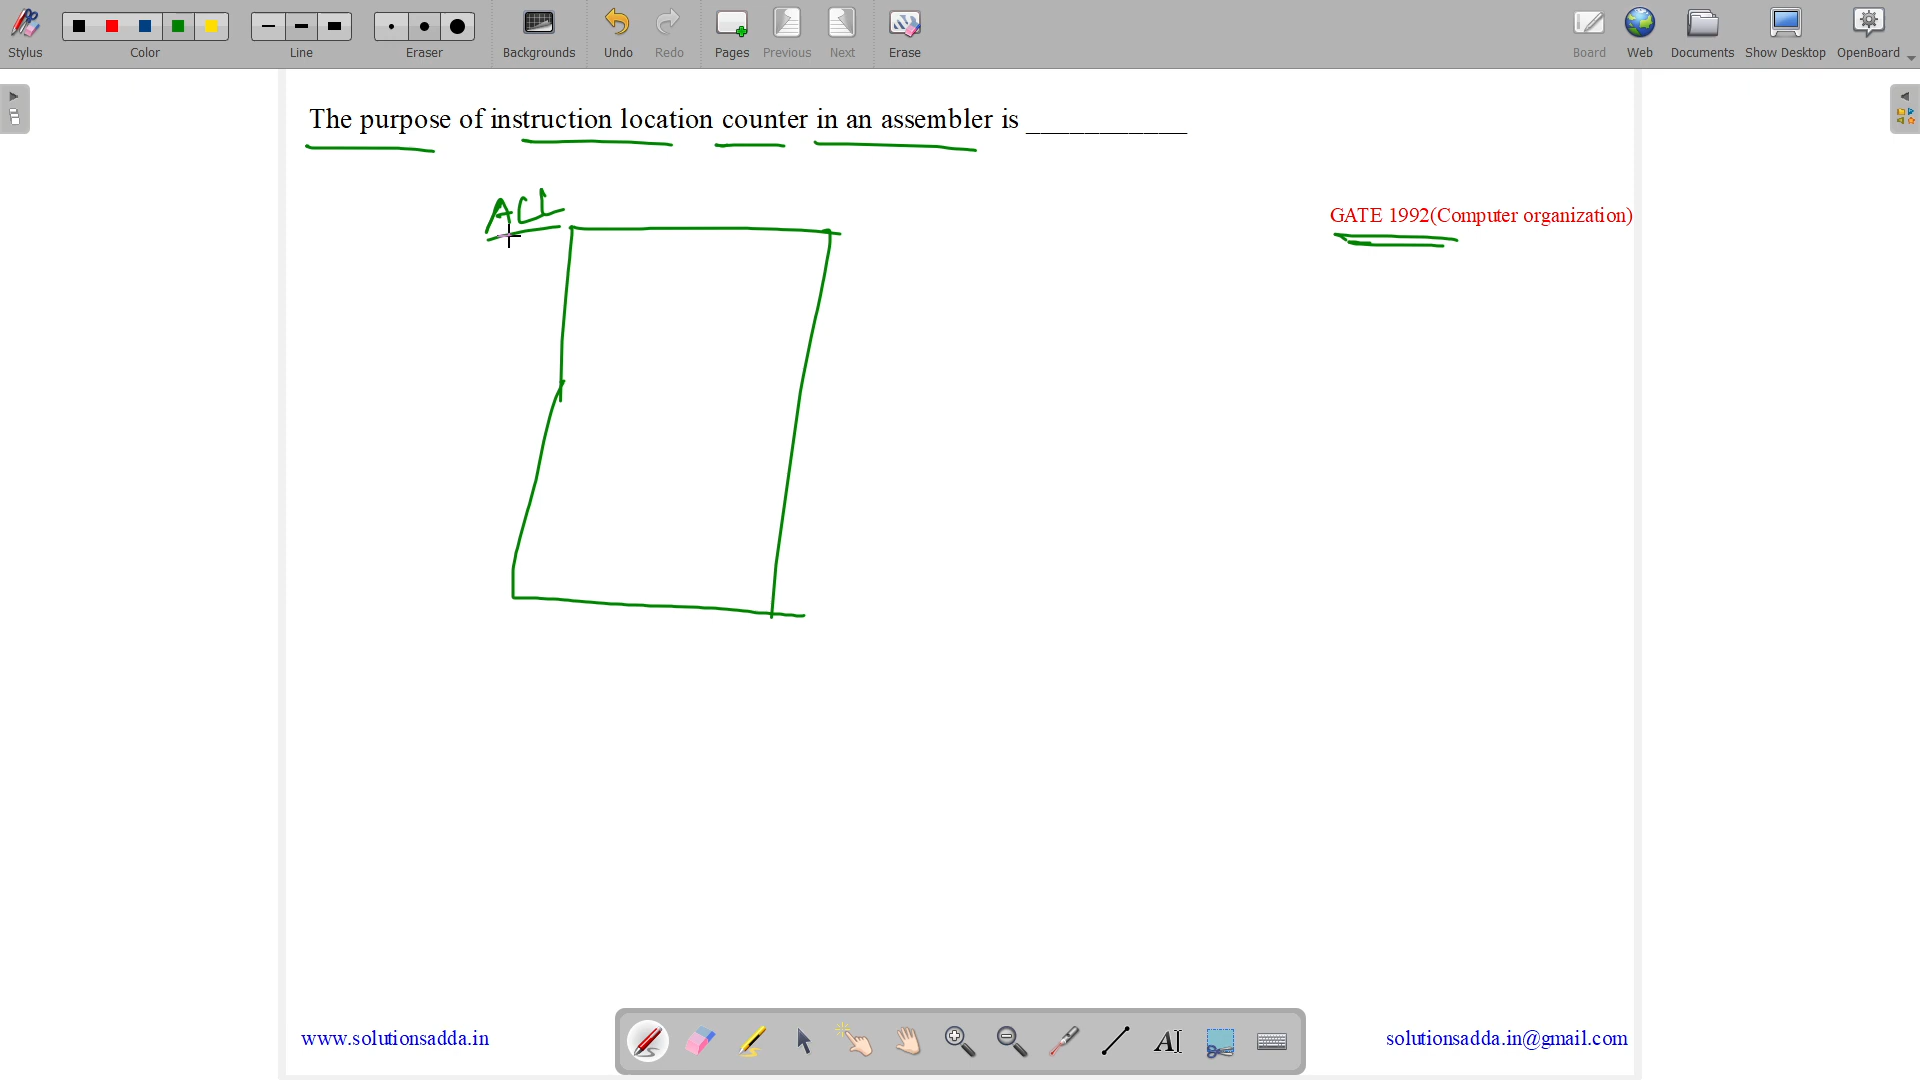 Stylus Color Line Eraser Backgrounds Undo Redo Pages Previous Next Erase Board Web Documents Show Desktop OpenBoard
The purpose of instruction location counter in an assembler is ___________
GATE 1992(Computer organization)
www.solutionsadda.in
solutionsadda.in@gmail.com